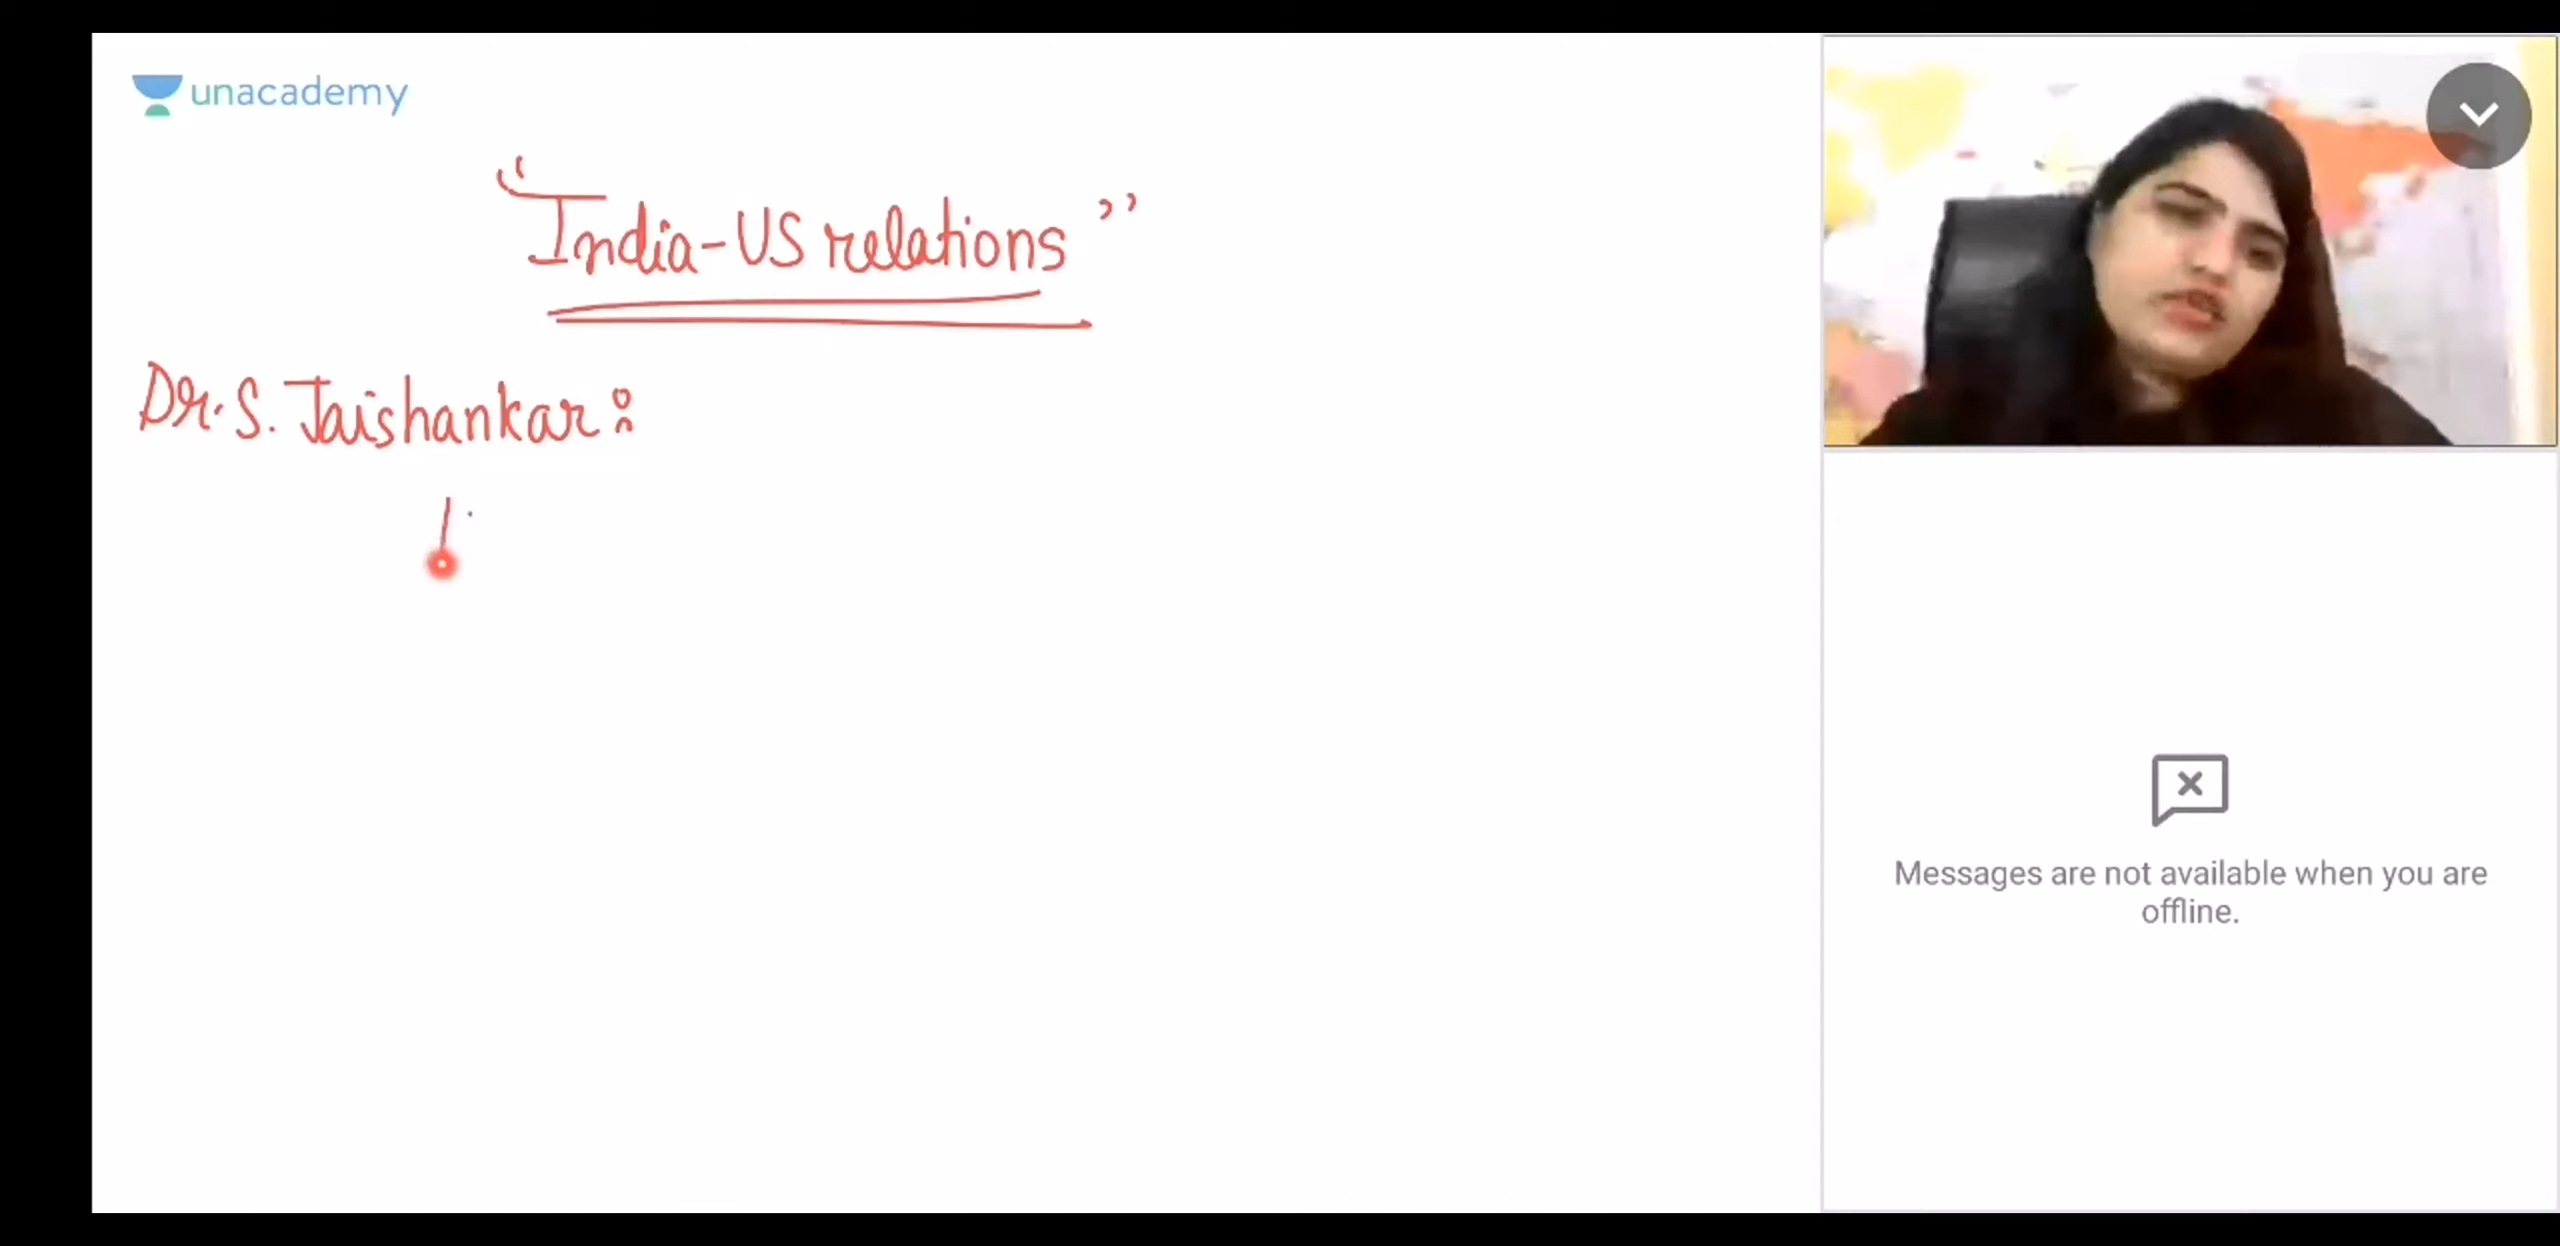 unacademy
"India-US relations"
Dr. S. Jaishankar:
Messages are not available when you are
offline.